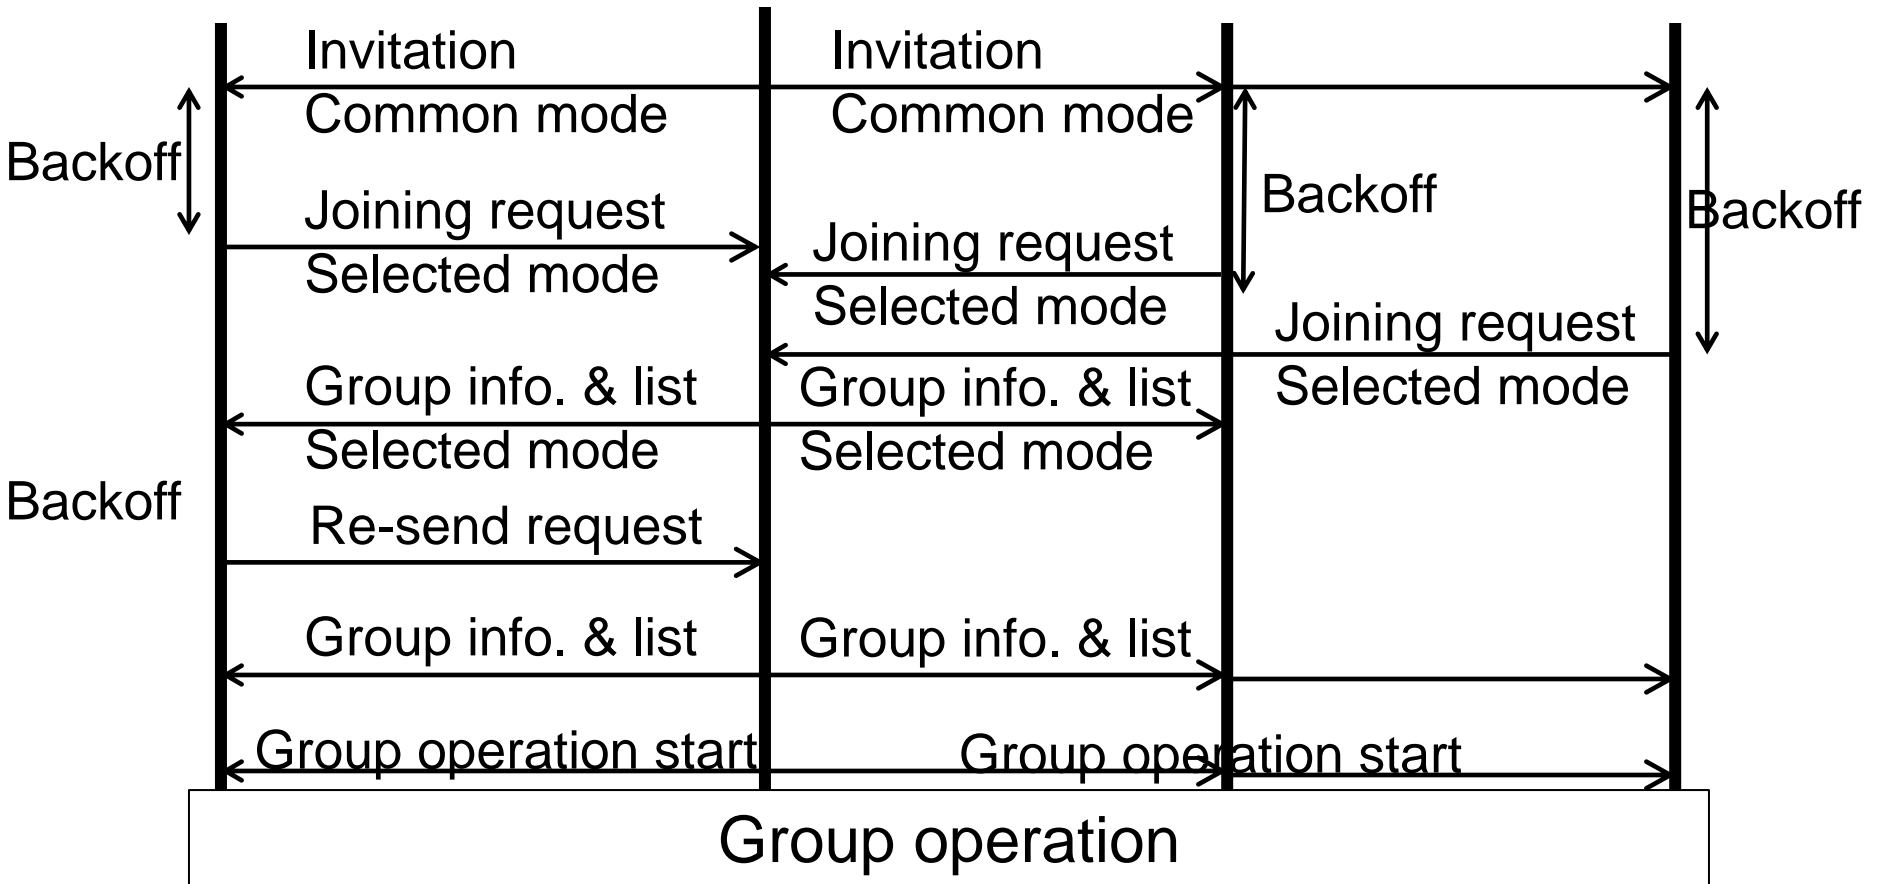 Invitation
Invitation
Common mode
Common mode
Backoff
Backoff
Backoff
Joining request
Joining request
Selected mode
Selected mode
Joining request
Selected mode
Group info. & list
Group info. & list
Selected mode
Selected mode
Backoff
Re-send request
Group info. & list
Group info. & list
Group operation start
Group operation start
Group operation